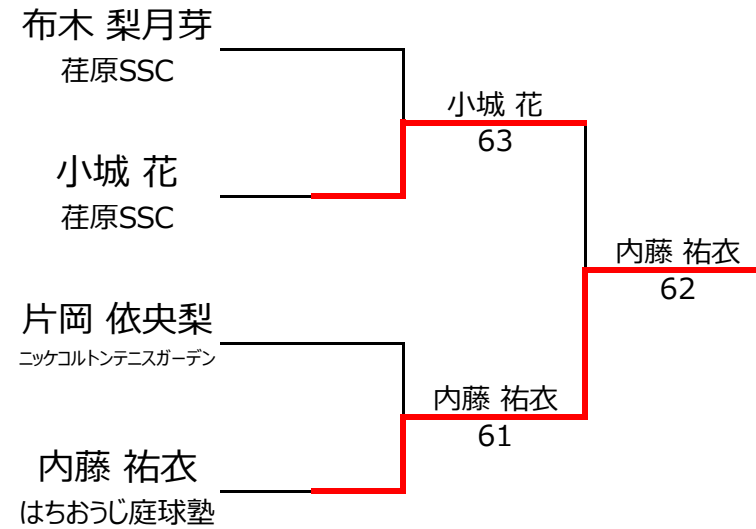 布木 梨月芽
荏原SSC
小城 花
63
小城 花
荏原SSC
内藤 祐衣
62
片岡 依央梨
ニッケコルトンテニスガーデン
内藤 祐衣
61
内藤 祐衣
はちおうじ庭球塾